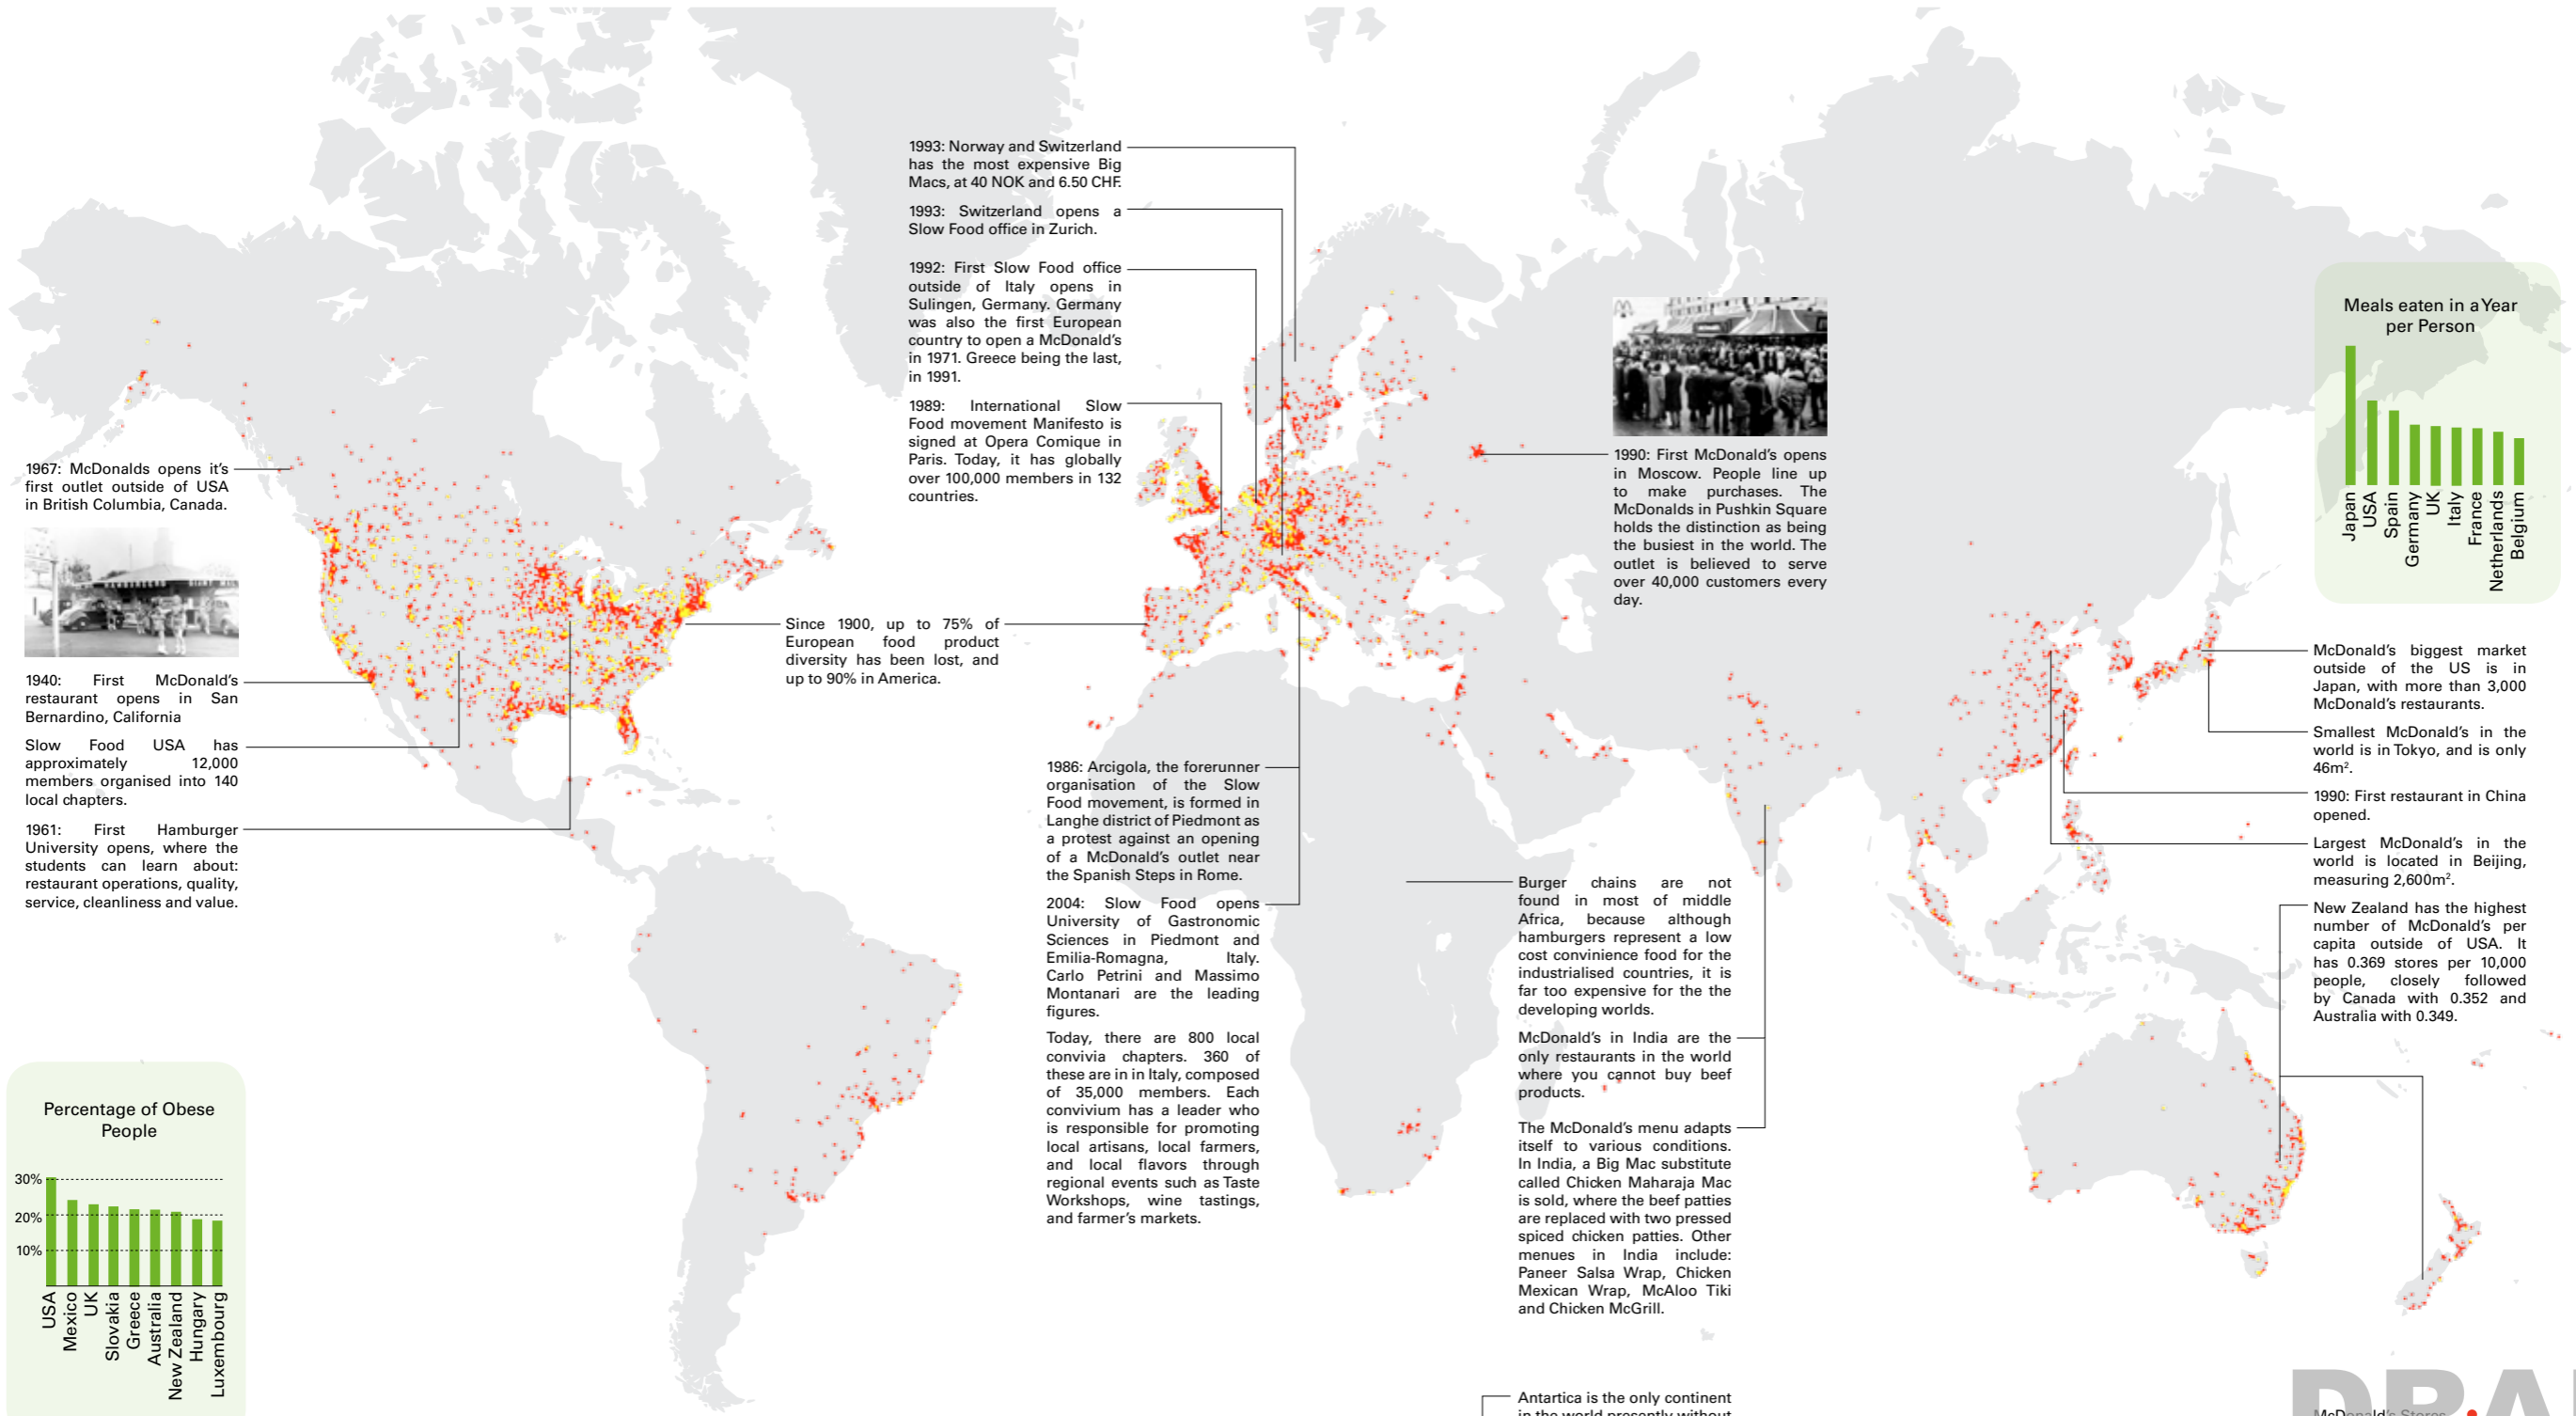 1967: McDonalds opens it's
first outlet outside of USA
in British Columbia, Canada.
1940: First McDonald's
restaurant opens in San
Bernardino, California
Slow Food USA has
approximately 12,000
members organised into 140
local chapters.
1961: First Hamburger
University opens, where the
students can learn about:
restaurant operations, quality,
service, cleanliness and value.
Percentage of Obese
People
30%
20%
10%
USA
Mexico
UK
Slovakia
Greece
Australia
New Zealand
Hungary
Luxembourg
Since 1900, up to 75% of
European food product
diversity has been lost, and
up to 90% in America.
1993: Norway and Switzerland
has the most expensive Big
Macs, at 40 NOK and 6.50 CHF.
1993: Switzerland opens a
Slow Food office in Zurich.
1992: First Slow Food office
outside of Italy opens in
Sulingen, Germany. Germany
was also the first European
country to open a McDonald's
in 1971. Greece being the last,
in 1991.
1989: International Slow
Food movement Manifesto is
signed at Opera Comique in
Paris. Today, it has globally
over 100,000 members in 132
countries.
1986: Arcigola, the forerunner
organisation of the Slow
Food movement, is formed in
Langhe district of Piedmont as
a protest against an opening
of a McDonald's outlet near
the Spanish Steps in Rome.
2004: Slow Food opens
University of Gastronomic
Sciences in Piedmont and
Emilia-Romagna, Italy.
Carlo Petrini and Massimo
Montanari are the leading
figures.
Today, there are 800 local
convivia chapters. 360 of
these are in in Italy, composed
of 35,000 members. Each
convivium has a leader who
is responsible for promoting
local artisans, local farmers,
and local flavors through
regional events such as Taste
Workshops, wine tastings,
and farmer's markets.
1990: First McDonald's opens
in Moscow. People line up
to make purchases. The
McDonalds in Pushkin Square
holds the distinction as being
the busiest in the world. The
outlet is believed to serve
over 40,000 customers every
day.
Burger chains are not
found in most of middle
Africa, because although
hamburgers represent a low
cost convinience food for the
industrialised countries, it is
far too expensive for the the
developing worlds.
McDonald's in India are the
only restaurants in the world
where you cannot buy beef
products.
The McDonald's menu adapts
itself to various conditions.
In India, a Big Mac substitute
called Chicken Maharaja Mac
is sold, where the beef patties
are replaced with two pressed
spiced chicken patties. Other
menues in India include:
Paneer Salsa Wrap, Chicken
Mexican Wrap, McAloo Tiki
and Chicken McGrill.
Antartica is the only continent
in the world presently without
Meals eaten in a Year
per Person
Japan
USA
Spain
Germany
UK
Italy
France
Netherlands
Belgium
McDonald's biggest market
outside of the US is in
Japan, with more than 3,000
McDonald's restaurants.
Smallest McDonald's in the
world is in Tokyo, and is only
46m².
1990: First restaurant in China
opened.
Largest McDonald's in the
world is located in Beijing,
measuring 2,600m².
New Zealand has the highest
number of McDonald's per
capita outside of USA. It
has 0.369 stores per 10,000
people, closely followed
by Canada with 0.352 and
Australia with 0.349.
McDonald's Stores